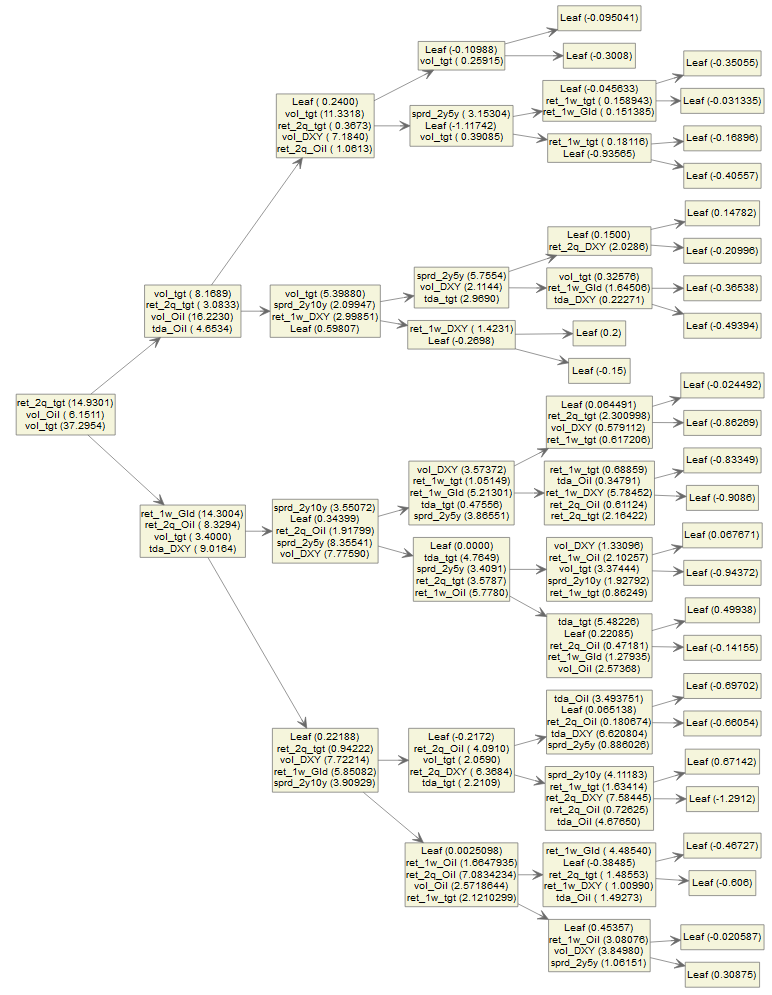 ret_2q_tgt (14.9301)
vol_Oil ( 6.1511)
vol_tgt (37.2954)
vol_tgt ( 8.1689)
ret_2q_tgt ( 3.0833)
vol_Oil (16.2230)
tda_Oil ( 4.6534)
ret_1w_Gld (14.3004)
ret_2q_Oil ( 8.3294)
vol_tgt ( 3.4000)
tda_DXY ( 9.0164)
Leaf ( 0.2400)
vol_tgt (11.3318)
ret_2q_tgt ( 0.3673)
vol_DXY ( 7.1840)
ret_2q_Oil ( 1.0613)
vol_tgt (5.39880)
sprd_2y10y (2.09947)
ret_1w_DXY (2.99851)
Leaf (0.59807)
sprd_2y10y (3.55072)
Leaf (0.34399)
ret_2q_Oil (1.91799)
sprd_2y5y (8.35541)
vol_DXY (7.77590)
Leaf (0.22188)
ret_2q_tgt (0.94222)
vol_DXY (7.72214)
ret_1w_Gld (5.85082)
sprd_2y10y (3.90929)
Leaf (-0.10988)
vol_tgt ( 0.25915)
sprd_2y5y ( 3.15304)
Leaf (-1.11742)
vol_tgt ( 0.39085)
sprd_2y5y (5.7554)
vol_DXY (2.1144)
tda_tgt (2.9690)
ret_1w_DXY ( 1.4231)
Leaf (-0.2698)
vol_DXY (3.57372)
ret_1w_tgt (1.05149)
ret_1w_Gld (5.21301)
tda_tgt (0.47556)
sprd_2y5y (3.86551)
Leaf (0.0000)
tda_tgt (4.7649)
sprd_2y5y (3.4091)
ret_2q_tgt (3.5787)
ret_1w_Oil (5.7780)
Leaf (-0.2172)
ret_2q_Oil ( 4.0910)
vol_tgt ( 2.0590)
ret_2q_DXY ( 6.3684)
tda_tgt ( 2.2109)
Leaf (0.0025098)
ret_1w_Oil (1.6647935)
ret_2q_Oil (7.0834234)
vol_Oil (2.5718644)
ret_1w_tgt (2.1210299)
Leaf (-0.095041)
Leaf (-0.3008)
Leaf (-0.045633)
ret_1w_tgt ( 0.158943)
ret_1w_Gld ( 0.151385)
ret_1w_tgt ( 0.18116)
Leaf (-0.93565)
Leaf (0.1500)
ret_2q_DXY (2.0286)
vol_tgt (0.32576)
ret_1w_Gld (1.64506)
tda_DXY (0.22271)
Leaf (0.2)
Leaf (-0.15)
Leaf (0.064491)
ret_2q_tgt (2.300998)
vol_DXY (0.579112)
ret_1w_tgt (0.617206)
ret_1w_tgt (0.68859)
tda_Oil (0.34791)
ret_1w_DXY (5.78452)
ret_2q_Oil (0.61124)
ret_2q_tgt (2.16422)
vol_DXY (1.33096)
ret_1w_Oil (2.10257)
vol_tgt (3.37444)
sprd_2y10y (1.92792)
ret_1w_tgt (0.86249)
tda_tgt (5.48226)
Leaf (0.22085)
ret_2q_Oil (0.47181)
ret_1w_Gld (1.27935)
vol_Oil (2.57368)
tda_Oil (3.493751)
Leaf (0.065138)
ret_2q_Oil (0.180674)
tda_DXY (6.620804)
sprd_2y5y (0.886026)
sprd_2y10y (4.11183)
ret_1w_tgt (1.63414)
ret_2q_DXY (7.58445)
ret_2q_Oil (0.72625)
tda_Oil (4.67650)
ret_1w_Gld ( 4.48540)
Leaf (-0.38485)
ret_2q_tgt ( 1.48553)
ret_1w_DXY ( 1.00990)
tda_Oil ( 1.49273)
Leaf (0.45357)
ret_1w_Oil (3.08076)
vol_DXY (3.84980)
sprd_2y5y (1.06151)
Leaf (-0.35055)
Leaf (-0.031335)
Leaf (-0.16896)
Leaf (-0.40557)
Leaf (0.14782)
Leaf (-0.20996)
Leaf (-0.36538)
Leaf (-0.49394)
Leaf (-0.024492)
Leaf (-0.86269)
Leaf (-0.83349)
Leaf (-0.9086)
Leaf (0.067671)
Leaf (-0.94372)
Leaf (0.49938)
Leaf (-0.14155)
Leaf (-0.69702)
Leaf (-0.66054)
Leaf (0.67142)
Leaf (-1.2912)
Leaf (-0.46727)
Leaf (-0.606)
Leaf (-0.020587)
Leaf (0.30875)